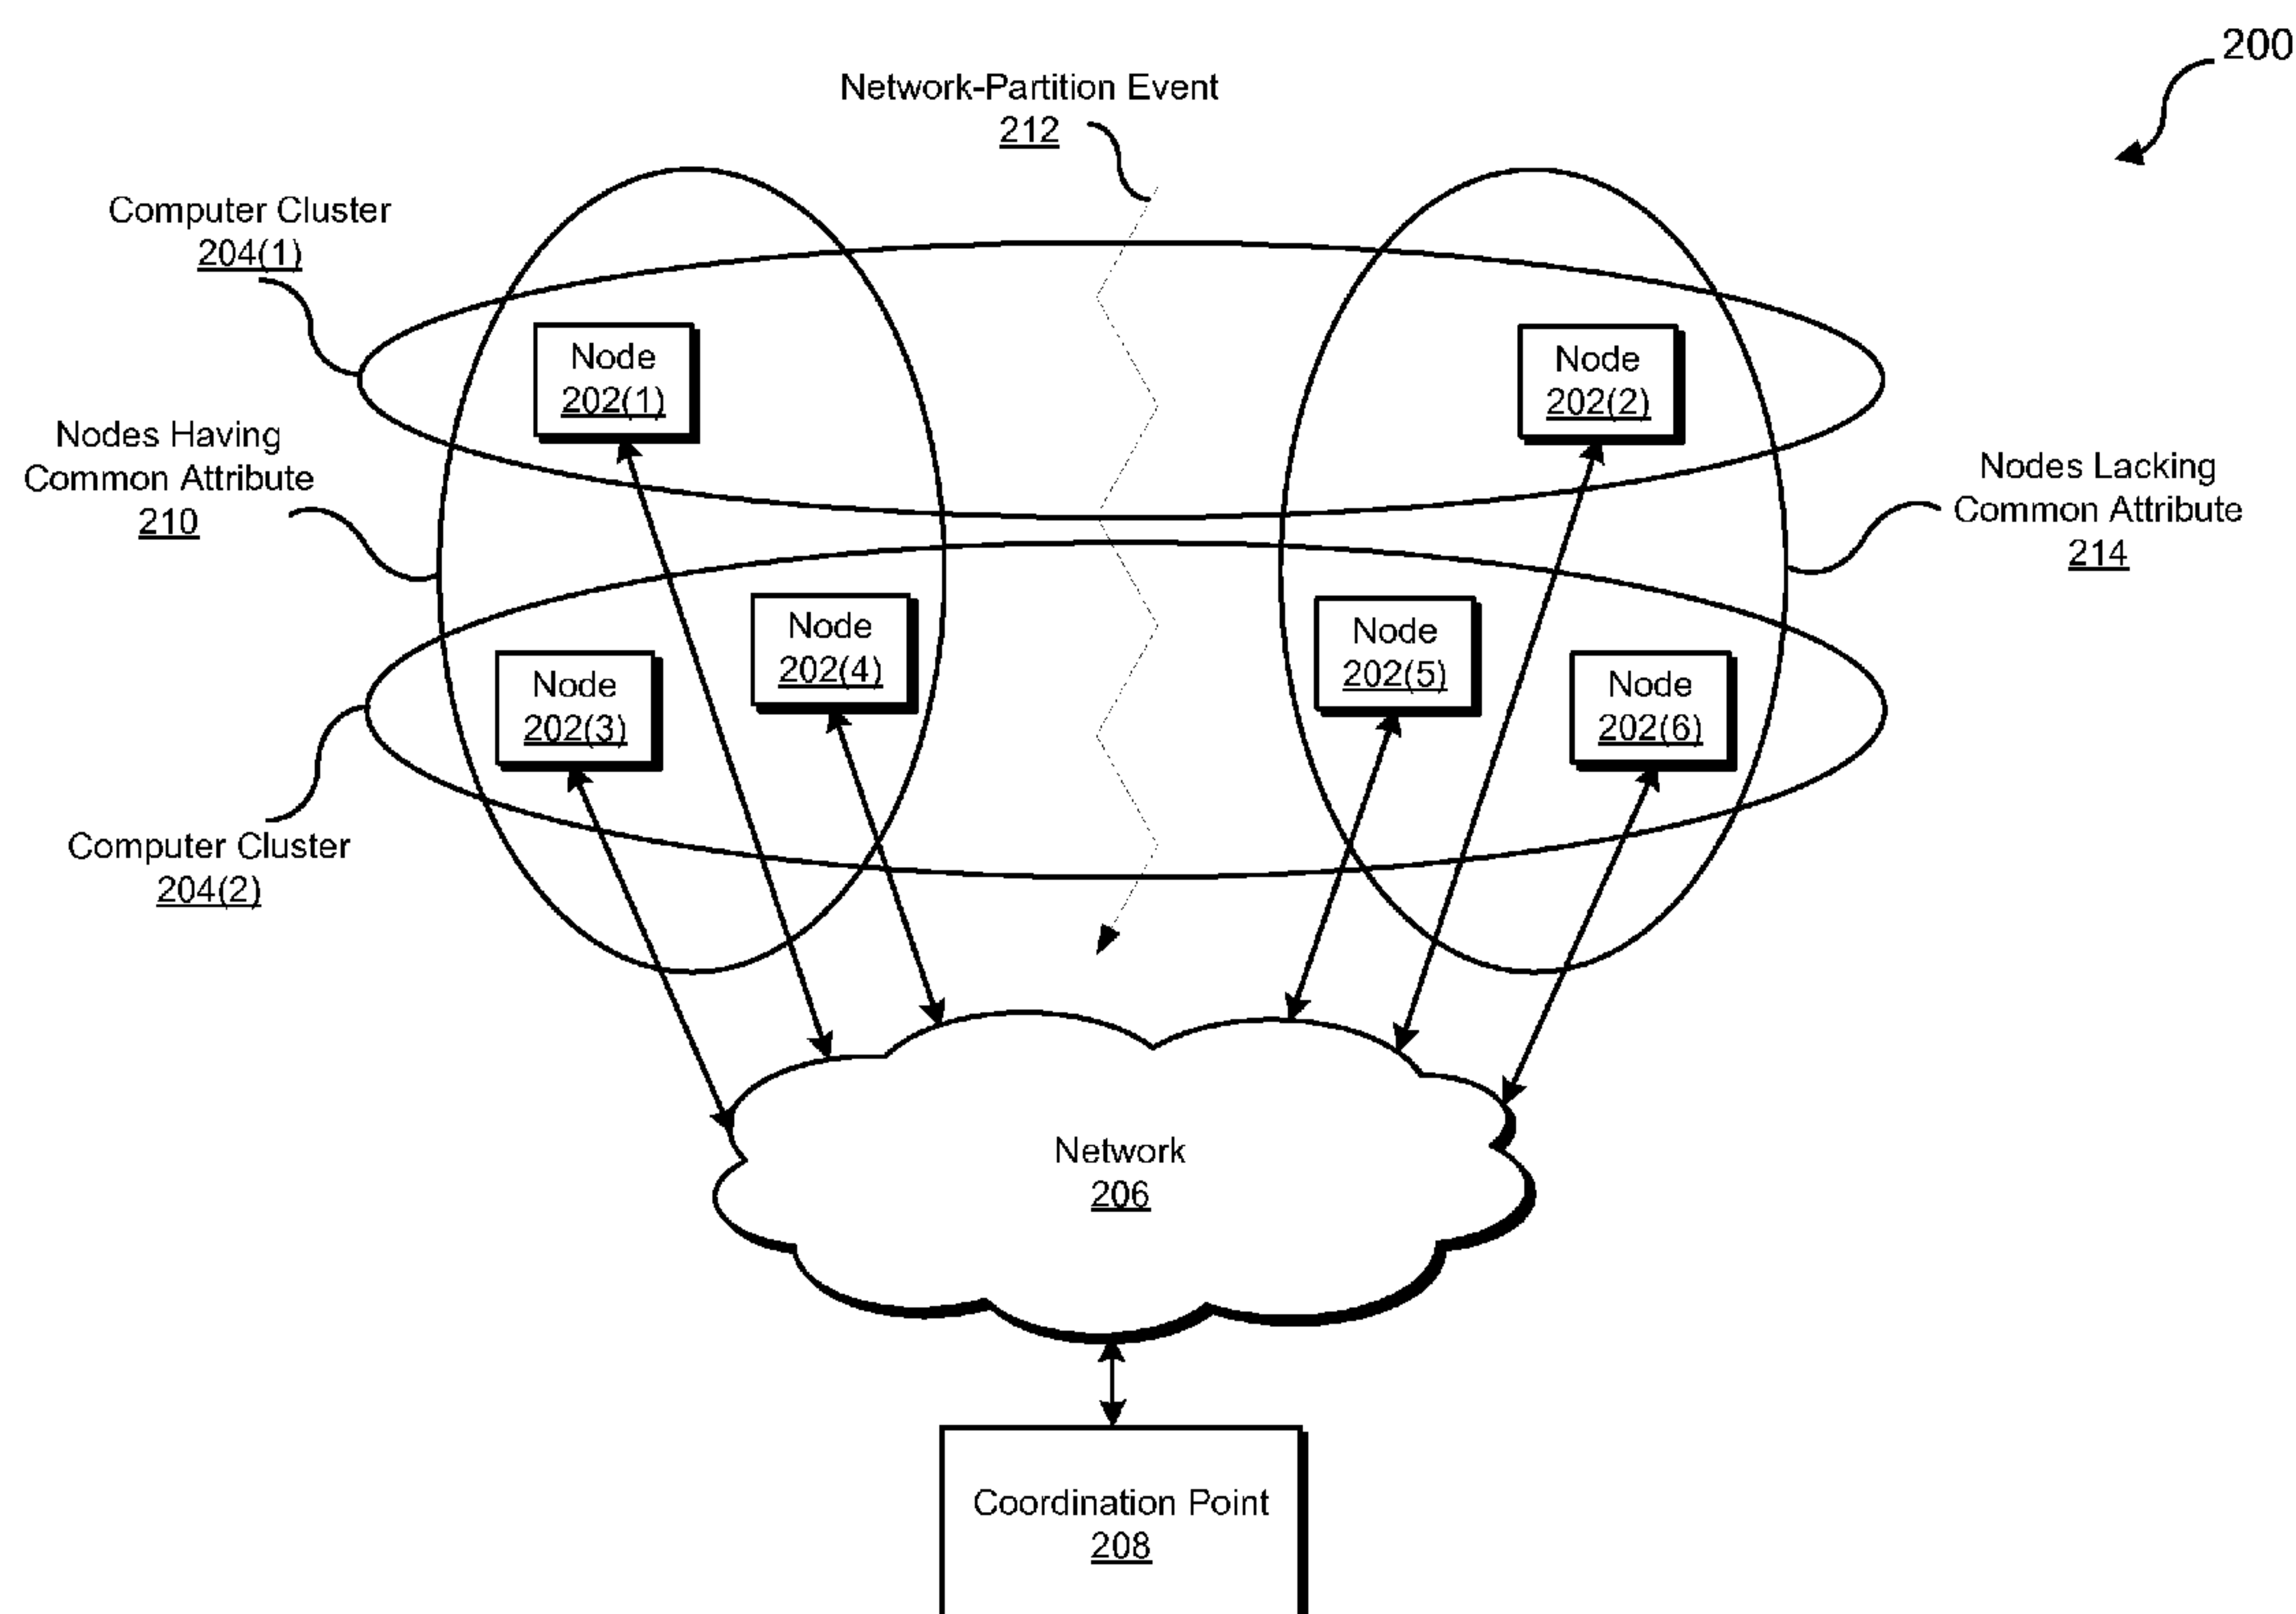 200
Network-Partition Event
212
Computer Cluster
204(1)
Node
202(1)
Node
202(2)
Nodes Having
Common Attribute
210
Nodes Lacking
Common Attribute
214
Node
202(4)
Node
202(5)
Node
202(3)
Node
202(6)
Computer Cluster
204(2)
Network
206
Coordination Point
208